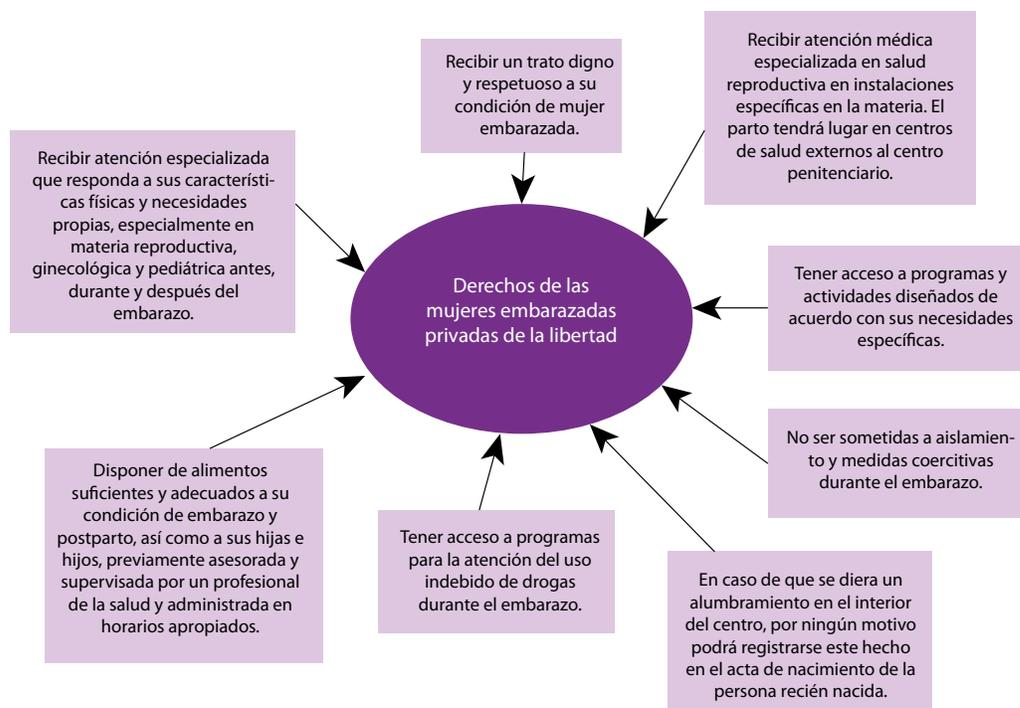 Recibir un trato digno
y respetuoso a su
condición de mujer
embarazada.
Recibir atención médica
especializada en salud
reproductiva en instalaciones
específicas en la materia. El
parto tendrá lugar en centros
de salud externos al centro
penitenciario.
Recibir atención especializada
que responda a sus característi-
cas físicas y necesidades
propias, especialmente en
materia reproductiva,
ginecológica y pediátrica antes,
durante y después del
embarazo.
Derechos de las
mujeres embarazadas
privadas de la libertad
Tener acceso a programas y
actividades diseñados de
acuerdo con sus necesidades
específicas.
No ser sometidas a aislamien-
to y medidas coercitivas
durante el embarazo.
Disponer de alimentos
suficientes y adecuados a su
condición de embarazo y
postparto, así como a sus hijas e
hijos, previamente asesorada y
supervisada por un profesional
de la salud y administrada en
horarios apropiados.
Tener acceso a programas
para la atención del uso
indebido de drogas
durante el embarazo.
En caso de que se diera un
alumbramiento en el interior
del centro, por ningún motivo
podrá registrarse este hecho
en el acta de nacimiento de la
persona recién nacida.